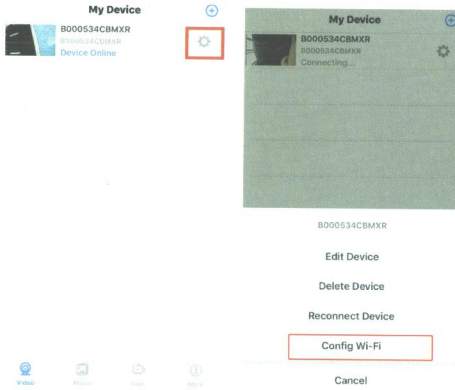 My Device
B000534CBMXR
B000534CBMXR
Device Online
Video
My Device
B000534CBMXR
B000534CBMXR
Connecting...
B000534CBMXR
Edit Device
Delete Device
Reconnect Device
Config Wi-Fi
Cancel